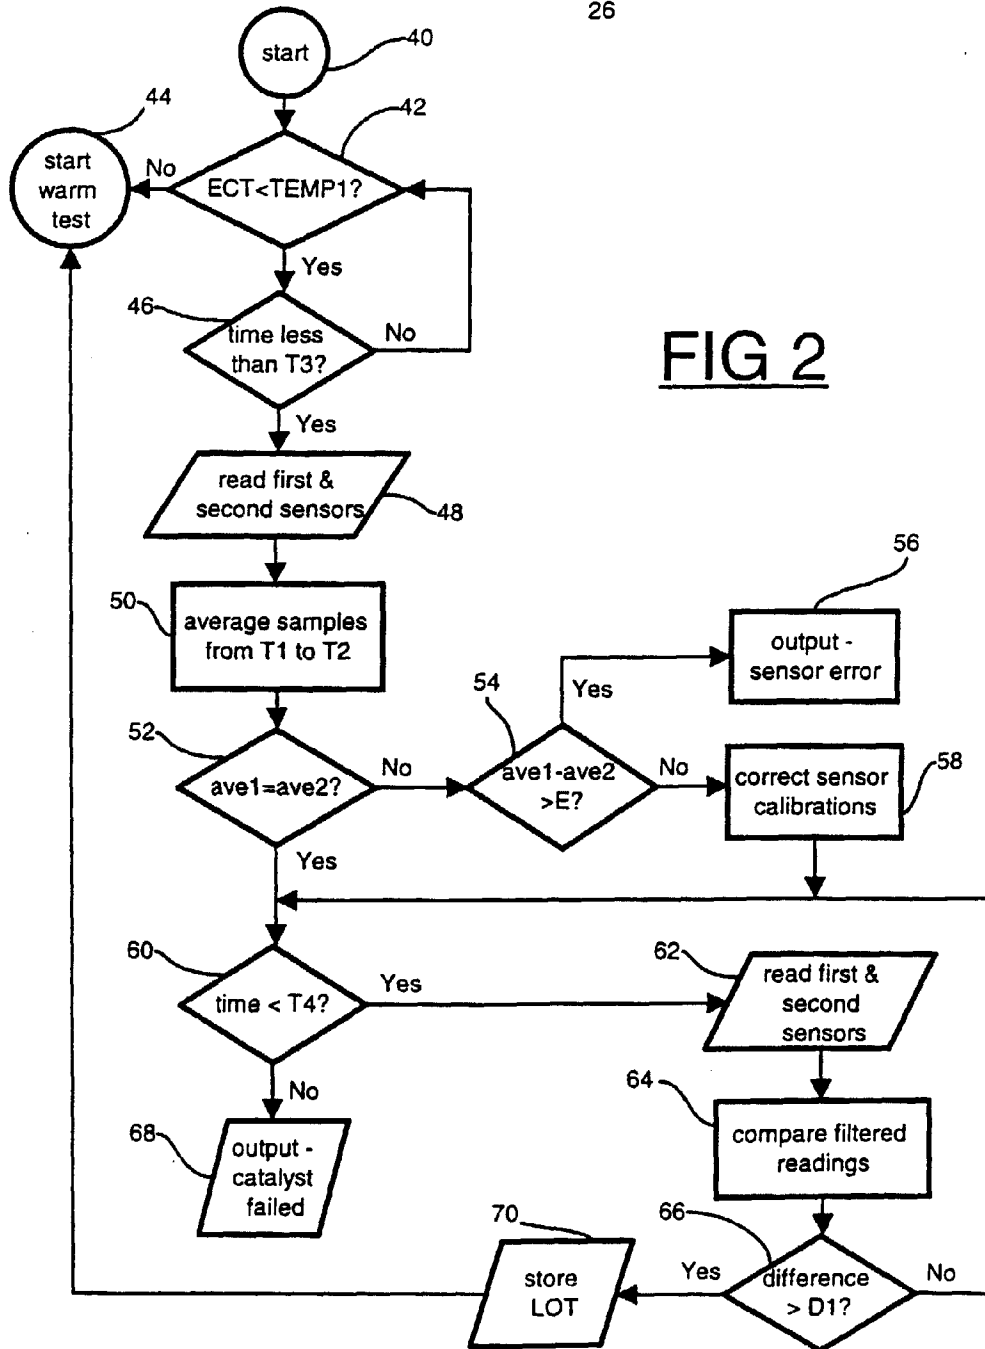 26
start
40
42
44
start
warm
test
No
ECT<TEMP1?
Yes
46
time less
than T3?
No
FIG 2
Yes
read first &
second sensors
48
50
average samples
from T1 to T2
56
output -
sensor error
54
Yes
52
ave1=ave2?
No
ave1-ave2
>E?
No
correct sensor
calibrations
58
Yes
60
time < T4?
Yes
62
read first &
second
sensors
No
64
compare filtered
readings
68
output -
catalyst
failed
70
store
LOT
66
Yes
difference
> D1?
No